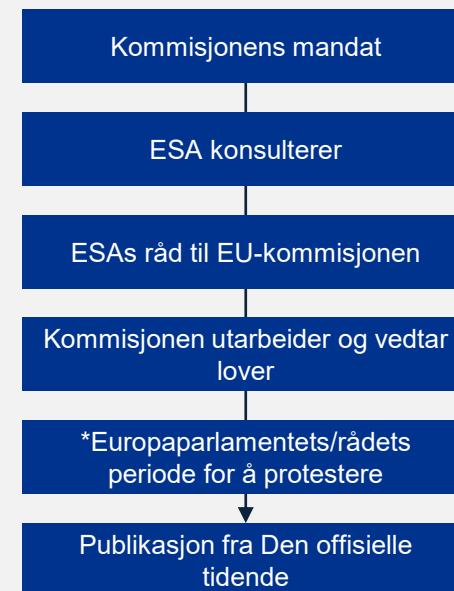 Kommisjonens mandat
ESA konsulterer
ESAs råd til EU-kommisjonen
Kommisjonen utarbeider og vedtar
lover
*Europaparlamentets/rådets
periode for å protestere
Publikasjon fra Den offisielle
tidende